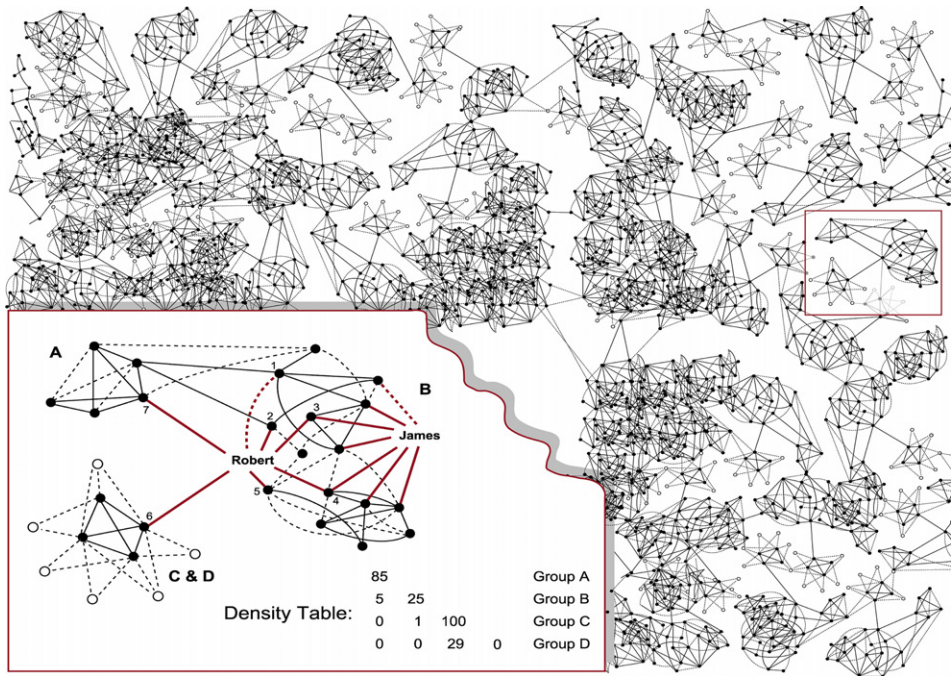 A
1
B
7
2
3
James
Robert
5
4
6
C & D
85 Group A
5 25 Group B
Density Table:
0 1 100 Group C
0 0 29 0 Group D